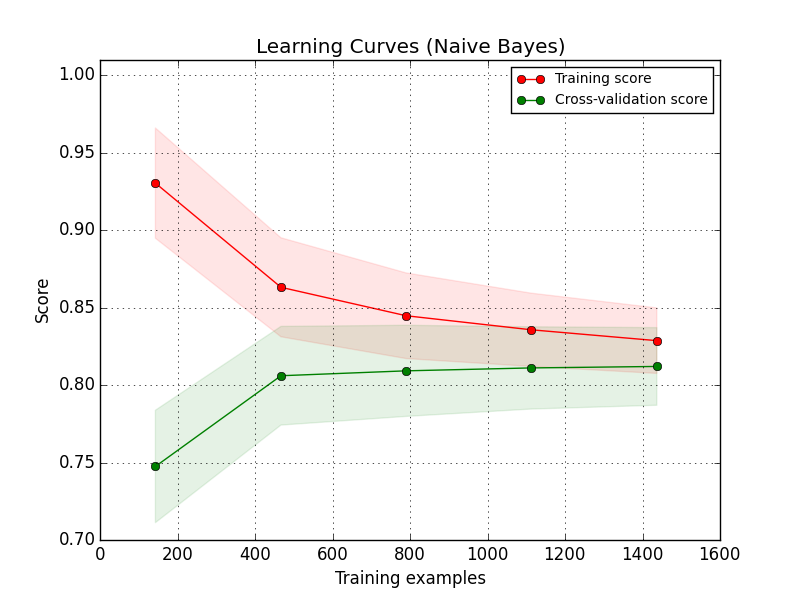 Learning Curves (Naive Bayes)
Training score
Cross-validation score
1.00
0.95
0.90
0.85
0.80
0.75
0.70
Score
0 200 400 600 800 1000 1200 1400 1600
Training examples